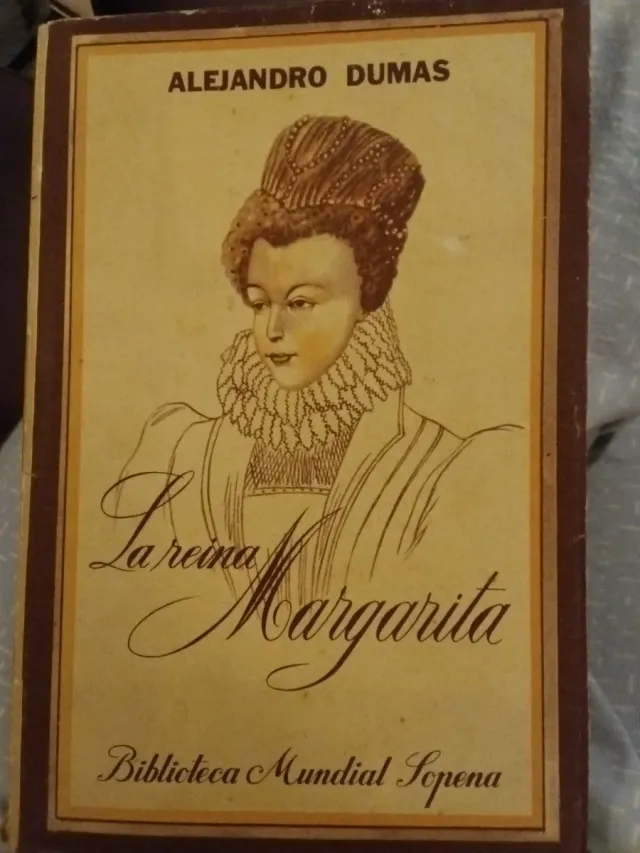 ALEJANDRO DUMAS
La reina
Margarita
Biblioteca Mundial Sopena